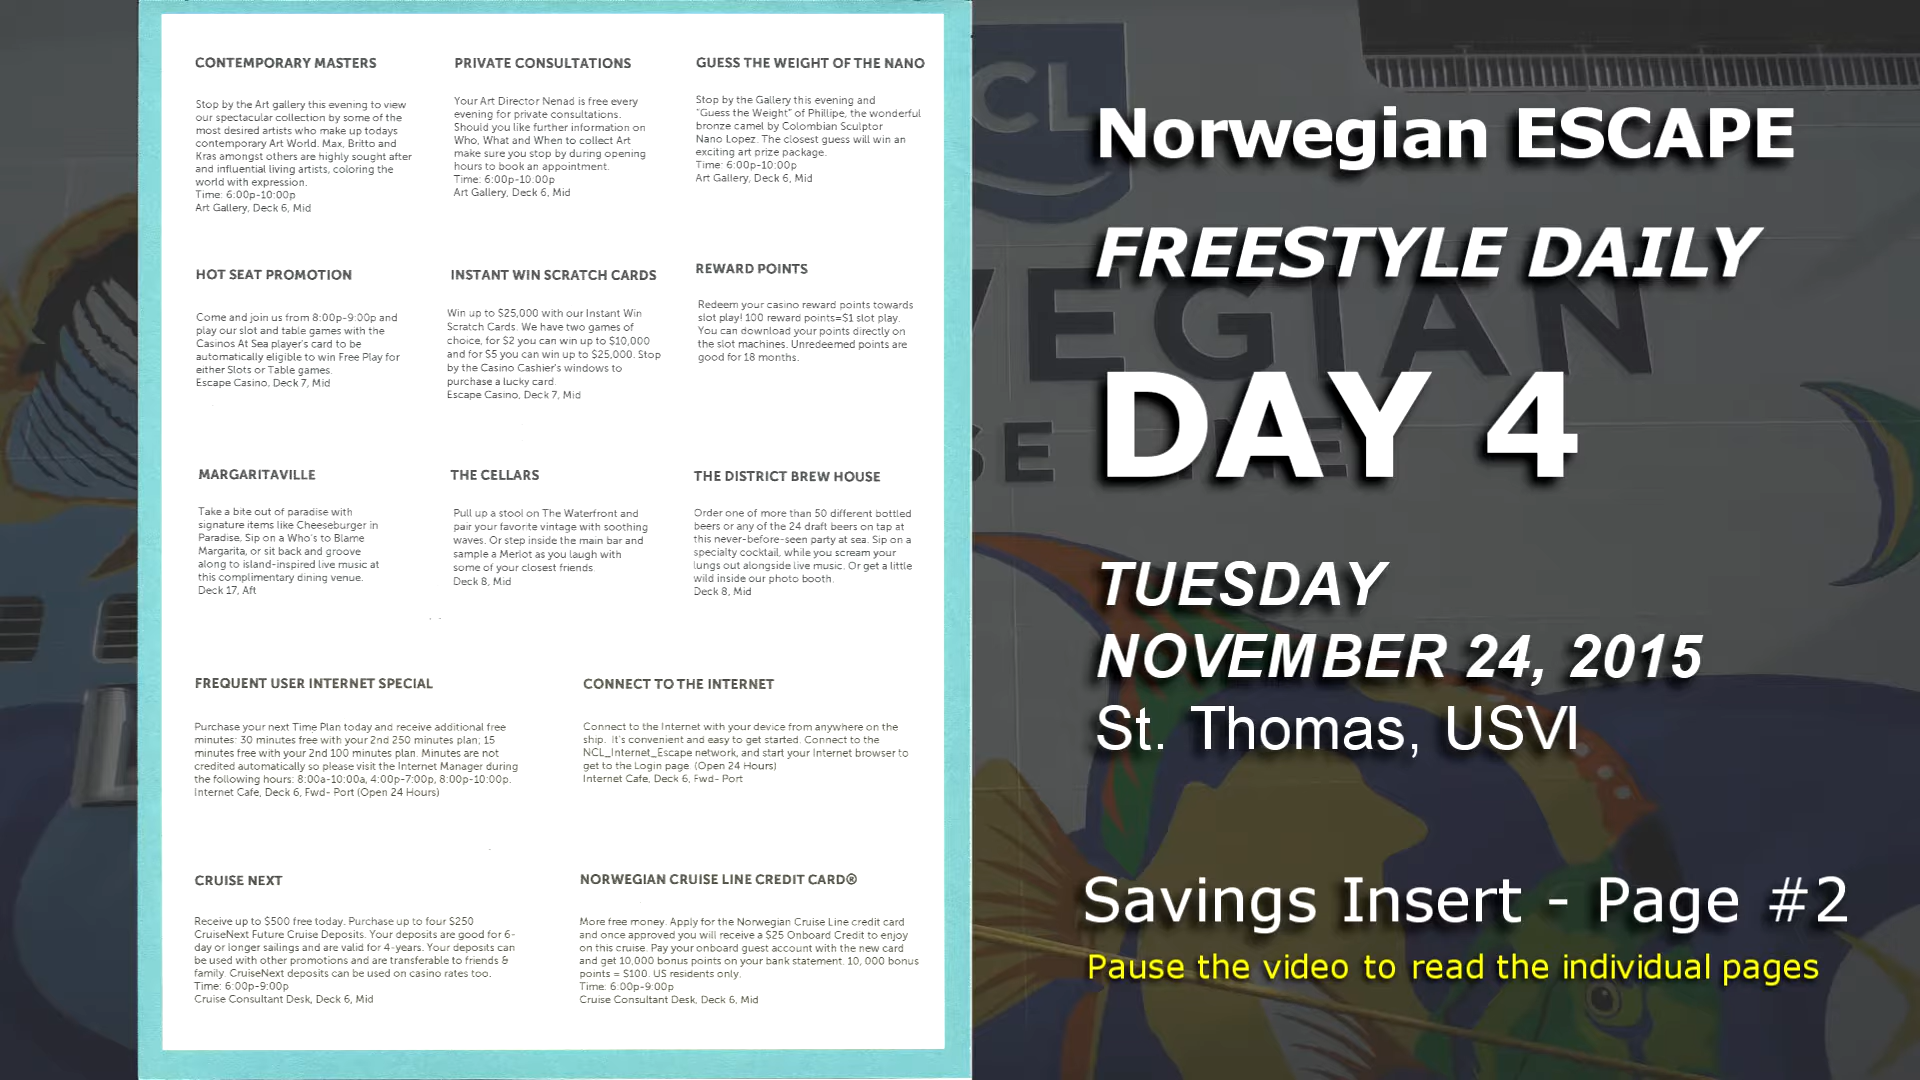 CONTEMPORARY MASTERS
Stop by the Art gallery this evening to view
our spectacular collection by some of the
most desired artists who make up todays
contemporary Art World. Max, Britto and
Kras amongst others are highly sought after
and influential living artists, coloring the
world with expression.
Time: 6:00p-10:00p
Art Gallery, Deck 6, Mid
PRIVATE CONSULTATIONS
Your Art Director Nenad is free every
evening for private consultations.
Should you like further information on
Who, What and When to collect Art
make sure you stop by during opening
hours to book an appointment.
Time: 6:00p-10:00p
Art Gallery, Deck 6, Mid
GUESS THE WEIGHT OF THE NANO
Stop by the Gallery this evening and
"Guess the Weight" of Phillipe, the wonderful
bronze camel by Colombian Sculptor
Nano Lopez. The closest guess will win an
exciting art prize package.
Time: 6:00p-10:00p
Art Gallery, Deck 6, Mid
HOT SEAT PROMOTION
Come and join us from 8:00p-9:00p and
play our slot and table games with the
Casinos At Sea player's card to be
automatically eligible to win Free Play for
either Slots or Table games.
Escape Casino, Deck 7, Mid
INSTANT WIN SCRATCH CARDS
Win up to $25,000 with our Instant Win
Scratch Cards. We have two games of
choice, for $2 you can win up to $10,000
and for $5 you can win up to $25,000. Stop
by the Casino Cashier's windows to
purchase a lucky card.
Escape Casino, Deck 7, Mid
REWARD POINTS
Redeem your casino reward points towards
slot play! 100 reward points=$1 slot play.
You can download your points directly on
the slot machines. Unredeemed points are
good for 18 months.
MARGARITAVILLE
Take a bite out of paradise with
signature items like Cheeseburger in
Paradise, Sip on a Who's to Blame
Margarita, or sit back and groove
along to island-inspired live music at
this complimentary dining venue.
Deck 17, Aft
THE CELLARS
Pull up a stool on The Waterfront and
pair your favorite vintage with soothing
waves. Or step inside the main bar and
sample a Merlot as you laugh with
some of your closest friends.
Deck 8, Mid
THE DISTRICT BREW HOUSE
Order one of more than 50 different bottled
beers or any of the 24 draft beers on tap at
this never-before-seen party at sea. Sip on a
specialty cocktail, while you scream your
lungs out alongside live music. Or get a little
wild inside our photo booth.
Deck 8, Mid
FREQUENT USER INTERNET SPECIAL
Purchase your next Time Plan today and receive additional free
minutes: 30 minutes free with your 2nd 250 minutes plan; 15
minutes free with your 2nd 100 minutes plan. Minutes are not
credited automatically so please visit the Internet Manager during
the following hours: 8:00a-10:00a, 4:00p-7:00p, 8:00p-10:00p.
Internet Cafe, Deck 6, Fwd- Port (Open 24 Hours)
CONNECT TO THE INTERNET
Connect to the Internet with your device from anywhere on the
ship. It's convenient and easy to get started. Connect to the
NCL_Internet_Escape network, and start your Internet browser to
get to the Login page. (Open 24 Hours)
Internet Cafe, Deck 6, Fwd- Port
CRUISE NEXT
Receive up to $500 free today. Purchase up to four $250
CruiseNext Future Cruise Deposits. Your deposits are good for 6-
day or longer sailings and are valid for 4-years. Your deposits can
be used with other promotions and are transferable to friends &
family. CruiseNext deposits can be used on casino rates too.
Time: 6:00p-9:00p
Cruise Consultant Desk, Deck 6, Mid
NORWEGIAN CRUISE LINE CREDIT CARD®
More free money. Apply for the Norwegian Cruise Line credit card
and once approved you will receive a $25 Onboard Credit to enjoy
on this cruise. Pay your onboard guest account with the new card
and get 10,000 bonus points on your bank statement. 10, 000 bonus
points = $100. US residents only.
Time: 6:00p-9:00p
Cruise Consultant Desk, Deck 6, Mid
CL
WEGIAN
SE LINE
Norwegian ESCAPE
FREESTYLE DAILY
DAY 4
TUESDAY
NOVEMBER 24, 2015
St. Thomas, USVI
Savings Insert - Page #2
Pause the video to read the individual pages